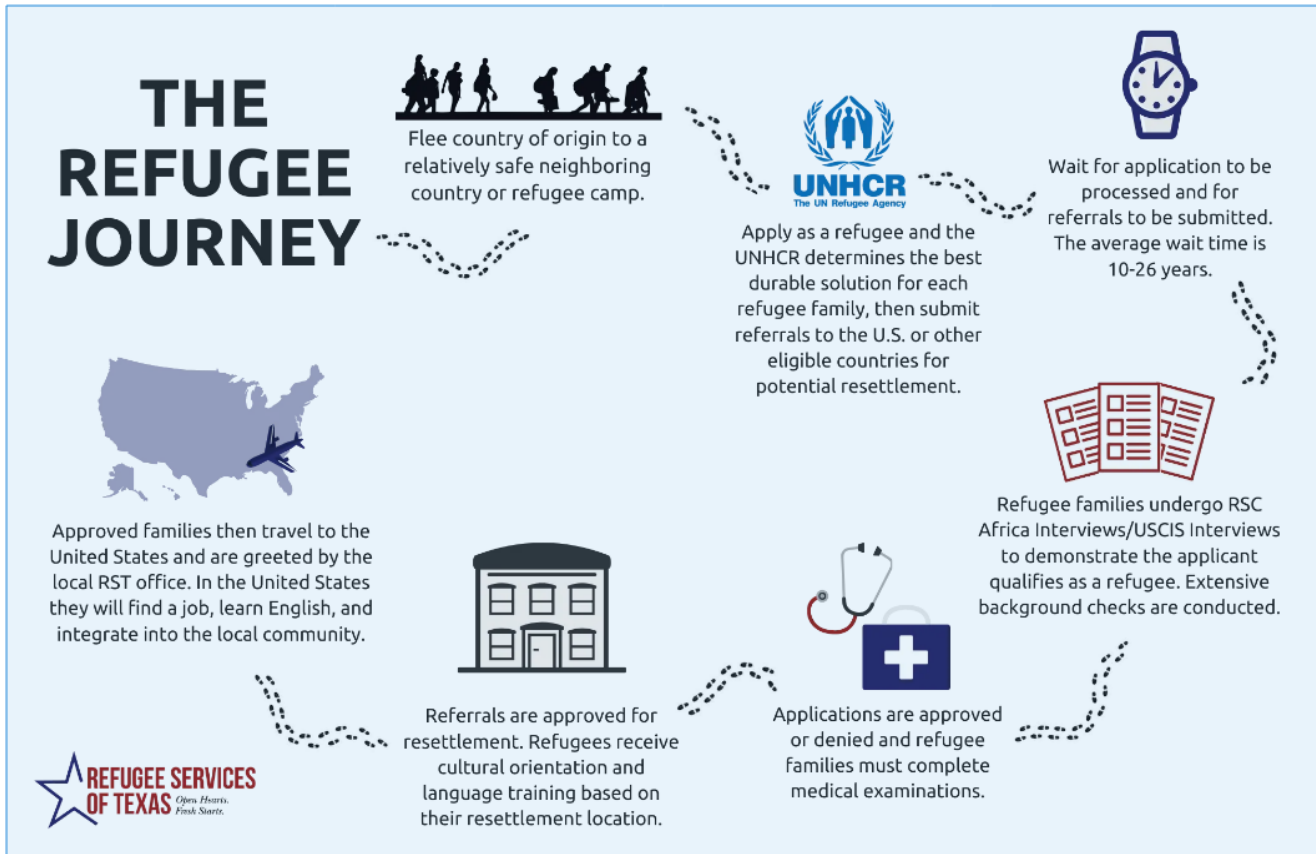 THE
REFUGEE
JOURNEY
Flee country of origin to a
relatively safe neighboring
country or refugee camp.
UNHCR
The UN Refugee Agency
Apply as a refugee and the
UNHCR determines the best
durable solution for each
refugee family, then submit
referrals to the U.S. or other
eligible countries for
potential resettlement.
Wait for application to be
processed and for
referrals to be submitted.
The average wait time is
10-26 years.
Refugee families undergo RSC
Africa Interviews/USCIS Interviews
to demonstrate the applicant
qualifies as a refugee. Extensive
background checks are conducted.
Applications are approved
or denied and refugee
families must complete
medical examinations.
Referrals are approved for
resettlement. Refugees receive
cultural orientation and
language training based on
their resettlement location.
Approved families then travel to the
United States and are greeted by the
local RST office. In the United States
they will find a job, learn English, and
integrate into the local community.
REFUGEE SERVICES
OF TEXAS
Open Hearts.
Fresh Starts.